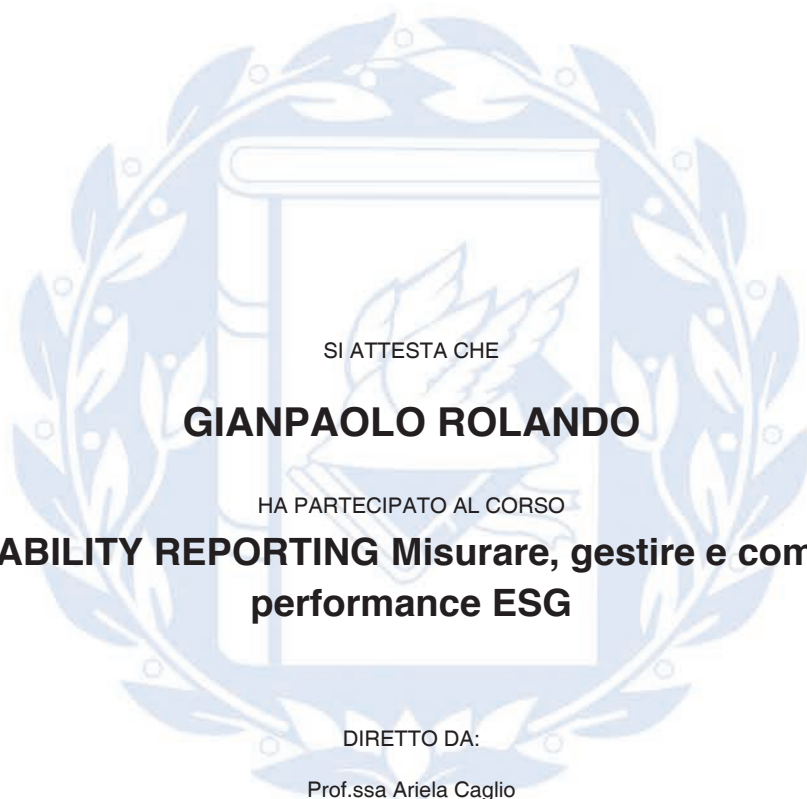 SI ATTESTA CHE
GIANPAOLO ROLANDO
HA PARTECIPATO AL CORSO
ABILITY REPORTING Misurare, gestire e com
performance ESG
DIRETTO DA:
Prof.ssa Ariela Caglio